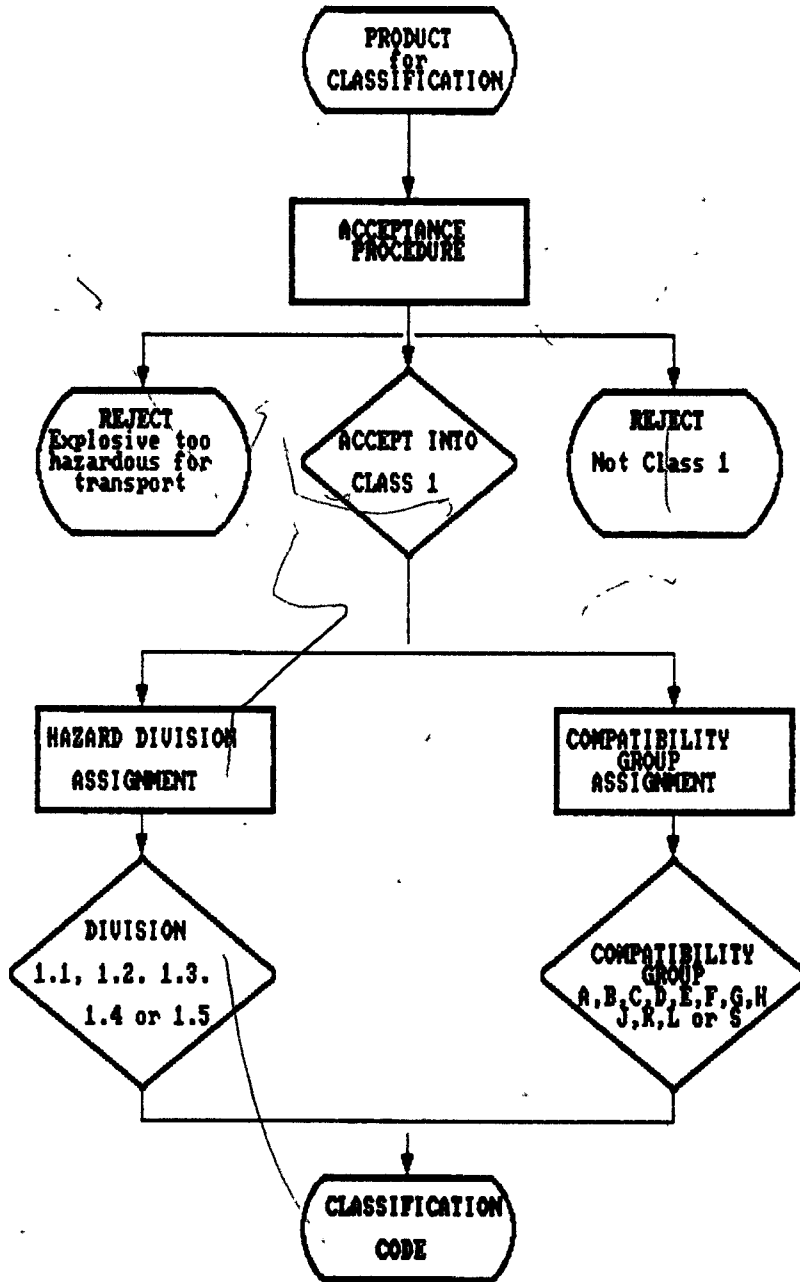 PRODUCT
for
CLASSIFICATION
ACCEPTANCE
PROCEDURE
REJECT
Explosive too
hazardous for
transport
ACCEPT INTO
CLASS 1
REJECT
Not Class 1
HAZARD DIVISION
ASSIGNMENT
COMPATIBILITY
GROUP
ASSIGNMENT
DIVISION
1.1, 1.2. 1.3.
1.4 or 1.5
COMPATIBILITY
GROUP
A,B,C,D,E,F,G,H
J,K,L or S
CLASSIFICATION
CODE